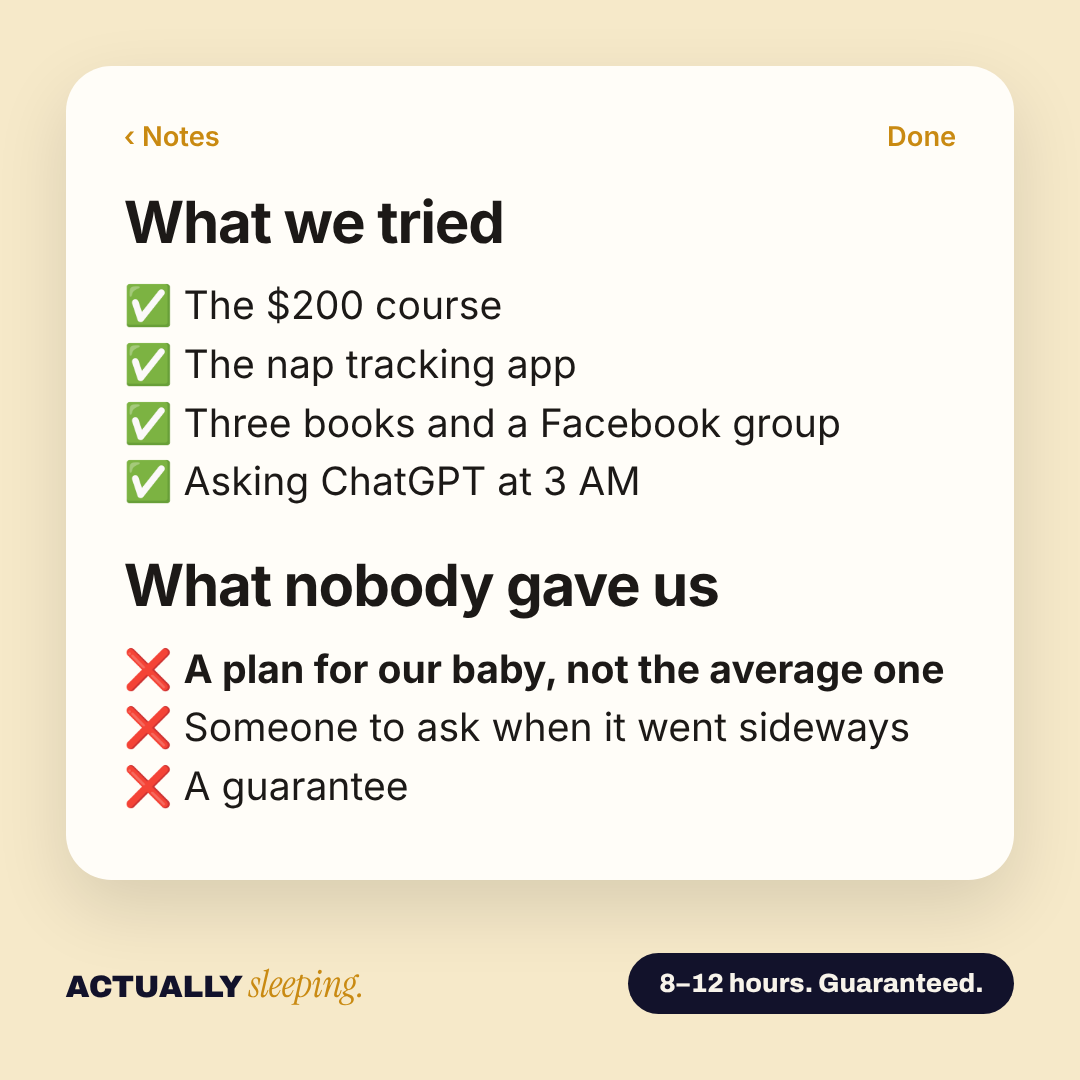 ‹ Notes
Done
What we tried
✅ The $200 course
✅ The nap tracking app
✅ Three books and a Facebook group
✅ Asking ChatGPT at 3 AM
What nobody gave us
❌ A plan for our baby, not the average one
❌ Someone to ask when it went sideways
❌ A guarantee
ACTUALLY sleeping.
8–12 hours. Guaranteed.